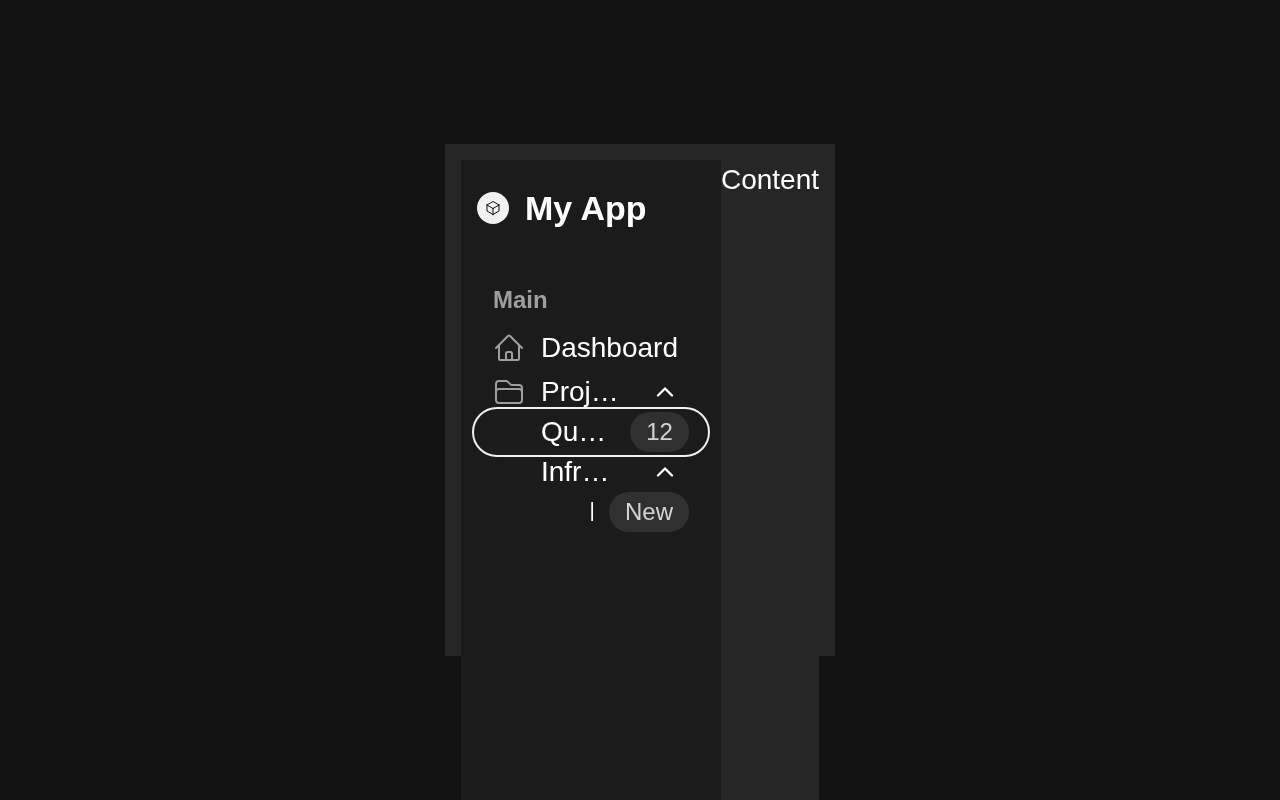 My App
Content
Main
Dashboard
Proj…
Qu… 12
Infr…
New